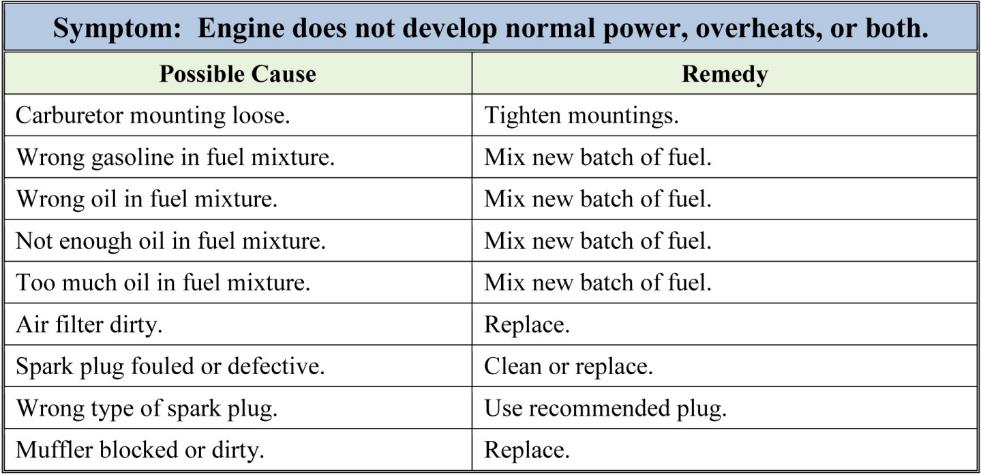 Symptom:  Engine does not develop normal power, overheats, or both.
Possible Cause Remedy
Carburetor mounting loose. Tighten mountings.
Wrong gasoline in fuel mixture. Mix new batch of fuel.
Wrong oil in fuel mixture. Mix new batch of fuel.
Not enough oil in fuel mixture. Mix new batch of fuel.
Too much oil in fuel mixture. Mix new batch of fuel.
Air filter dirty. Replace.
Spark plug fouled or defective. Clean or replace.
Wrong type of spark plug. Use recommended plug.
Muffler blocked or dirty. Replace.